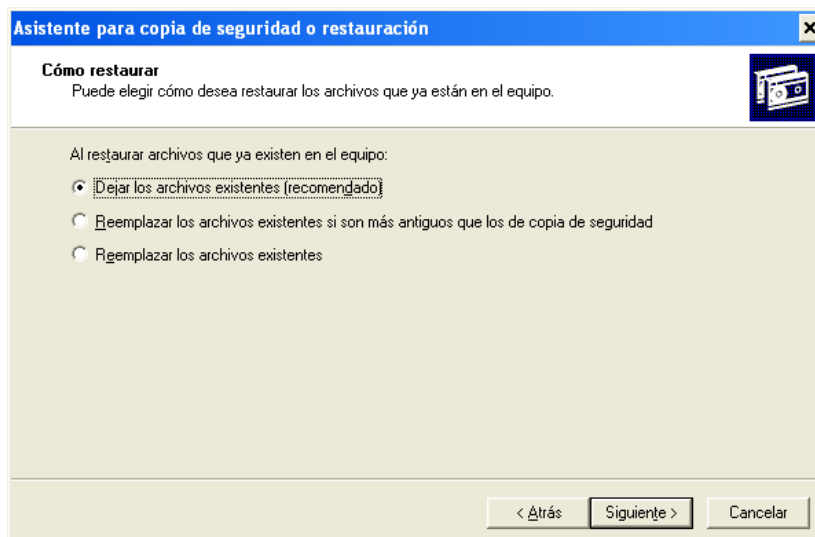 Asistente para copia de seguridad o restauración
Cómo restaurar
Puede elegir cómo desea restaurar los archivos que ya están en el equipo.
Al restaurar archivos que ya existen en el equipo:
Dejar los archivos existentes (recomendado)
Reemplazar los archivos existentes si son más antiguos que los de copia de seguridad
Reemplazar los archivos existentes
< Atrás Siguiente > Cancelar